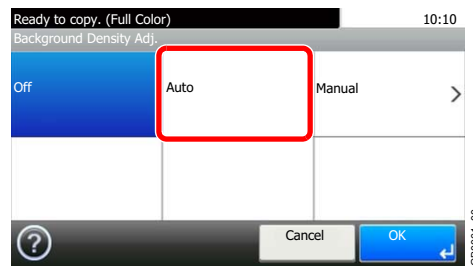 Ready to copy. (Full Color) 10:10
Background Density Adj.
Off Auto Manual
Cancel OK